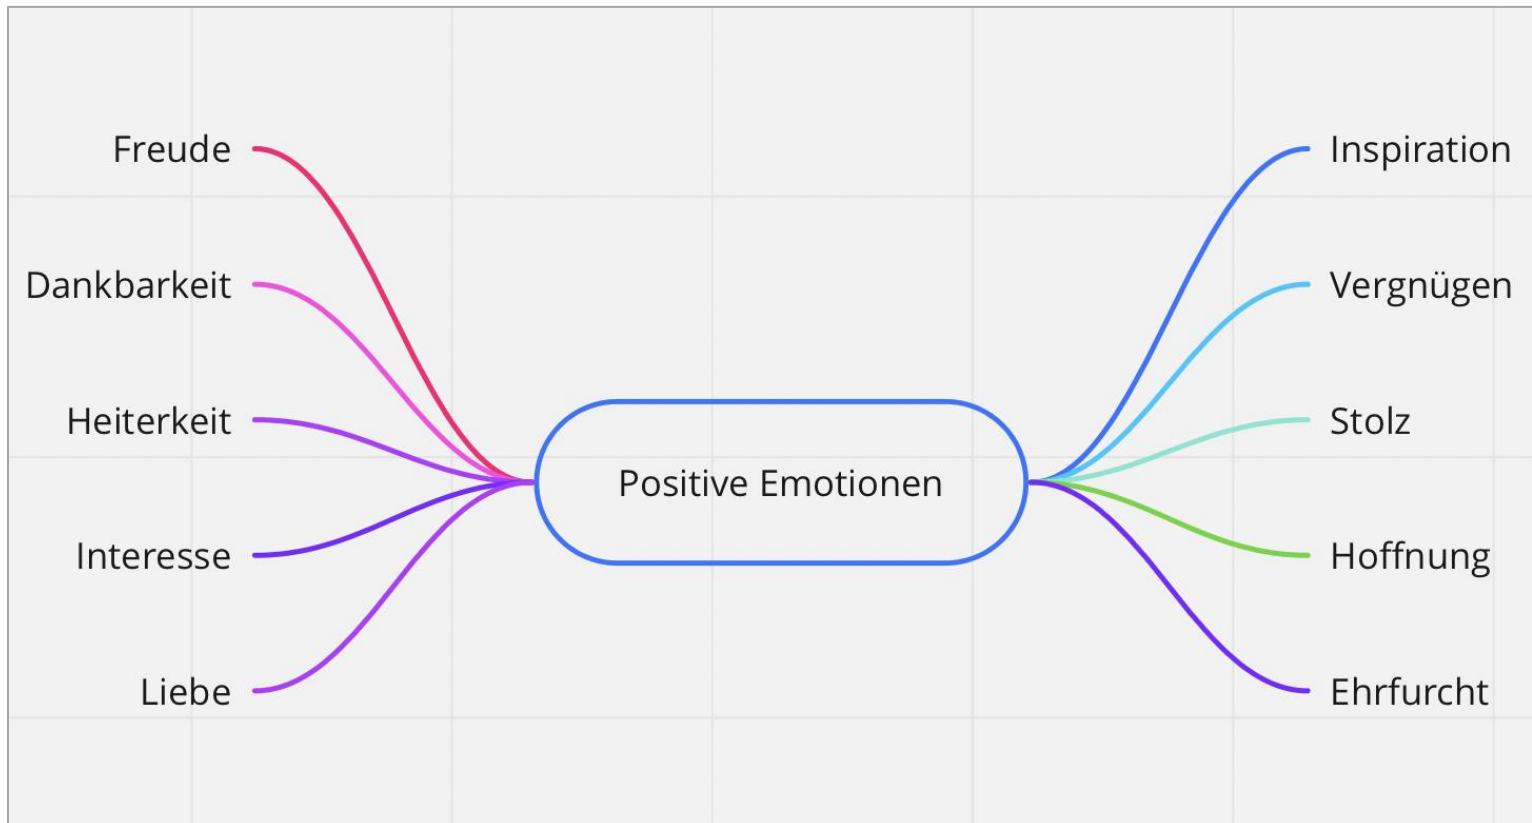 Freude
Dankbarkeit
Heiterkeit
Interesse
Liebe
Positive Emotionen
Inspiration
Vergnügen
Stolz
Hoffnung
Ehrfurcht